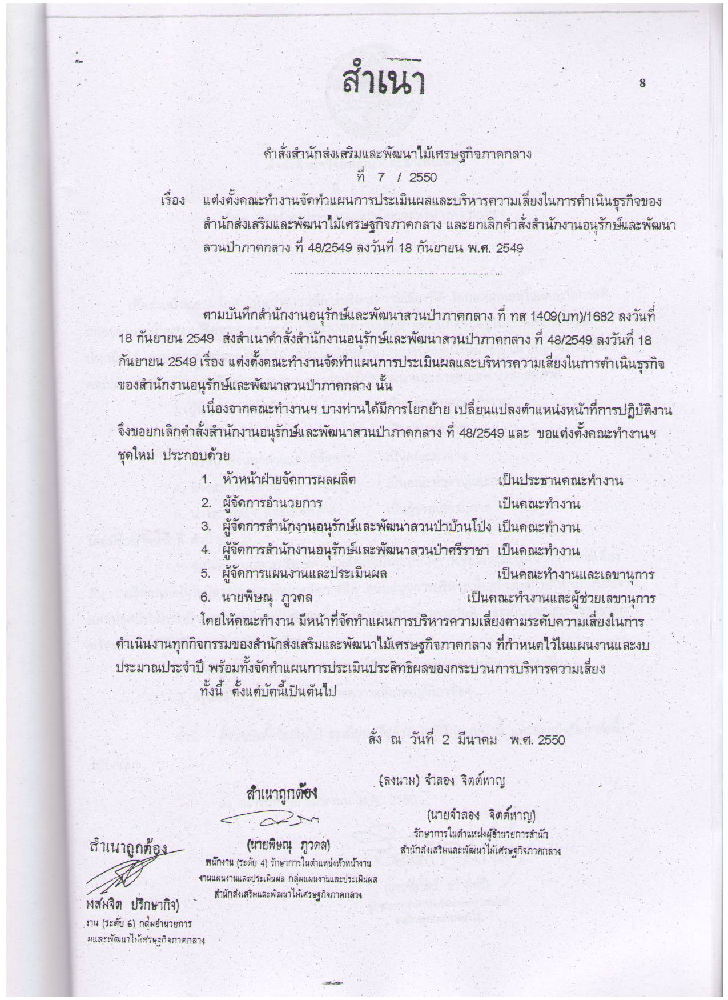 สำเนา
8
คำสั่งสำนักส่งเสริมและพัฒนาไม้เศรษฐกิจภาคกลาง
ที่ 7 / 2550
เรื่อง แต่งตั้งคณะทำงานจัดทำแผนการประเมินผลและบริหารความเสี่ยงในการดำเนินธุรกิจของ
สำนักส่งเสริมและพัฒนาไม้เศรษฐกิจภาคกลาง และยกเลิกคำสั่งสำนักงานอนุรักษ์และพัฒนา
สวนป่าภาคกลาง ที่ 48/2549 ลงวันที่ 18 กันยายน พ.ศ. 2549
ตามบันทึกสำนักงานอนุรักษ์และพัฒนาสวนป่าภาคกลาง ที่ ทส 1409(บท)/1682 ลงวันที่
18 กันยายน 2549 ส่งสำเนาคำสั่งสำนักงานอนุรักษ์และพัฒนาสวนป่าภาคกลาง ที่ 48/2549 ลงวันที่ 18
กันยายน 2549 เรื่อง แต่งตั้งคณะทำงานจัดทำแผนการประเมินผลและบริหารความเสี่ยงในการดำเนินธุรกิจ
ของสำนักงานอนุรักษ์และพัฒนาสวนป่าภาคกลาง นั้น
เนื่องจากคณะทำงานฯ บางท่านได้มีการโยกย้าย เปลี่ยนแปลงตำแหน่งหน้าที่การปฏิบัติงาน
จึงขอยกเลิกคำสั่งสำนักงานอนุรักษ์และพัฒนาสวนป่าภาคกลาง ที่ 48/2549 และ ขอแต่งตั้งคณะทำงานฯ
ชุดใหม่ ประกอบด้วย
1. หัวหน้าฝ่ายจัดการผลผลิต เป็นประธานคณะทำงาน
2. ผู้จัดการอำนวยการ เป็นคณะทำงาน
3. ผู้จัดการสำนักงานอนุรักษ์และพัฒนาสวนป่าบ้านโป่ง เป็นคณะทำงาน
4. ผู้จัดการสำนักงานอนุรักษ์และพัฒนาสวนป่าศรีราชา เป็นคณะทำงาน
5. ผู้จัดการแผนงานและประเมินผล เป็นคณะทำงานและเลขานุการ
6. นายพิษณุ ภูวดล เป็นคณะทำงานและผู้ช่วยเลขานุการ
โดยให้คณะทำงาน มีหน้าที่จัดทำแผนการบริหารความเสี่ยงตามระดับความเสี่ยงในการ
ดำเนินงานทุกกิจกรรมของสำนักส่งเสริมและพัฒนาไม้เศรษฐกิจภาคกลาง ที่กำหนดไว้ในแผนงานและงบ
ประมาณประจำปี พร้อมทั้งจัดทำแผนการประเมินประสิทธิผลของกระบวนการบริหารความเสี่ยง
ทั้งนี้ ตั้งแต่บัดนี้เป็นต้นไป
สั่ง ณ วันที่ 2 มีนาคม พ.ศ. 2550
(ลงนาม) จำลอง จิตต์หาญ
(นายจำลอง จิตต์หาญ)
รักษาการในตำแหน่งผู้อำนวยการสำนัก
สำนักส่งเสริมและพัฒนาไม้เศรษฐกิจภาคกลาง
สำเนาถูกต้อง
(นายพิษณุ ภูวดล)
พนักงาน (ระดับ 4) รักษาการในตำแหน่งหัวหน้างาน
งานแผนงานและประเมินผล กลุ่มแผนงานและประเมินผล
สำนักส่งเสริมและพัฒนาไม้เศรษฐกิจภาคกลาง
สำเนาถูกต้อง
งสมจิต ปรึกษากิจ)
งาน (ระดับ 6) กลุ่มอำนวยการ
มและพัฒนาไม้เศรษฐกิจภาคกลาง